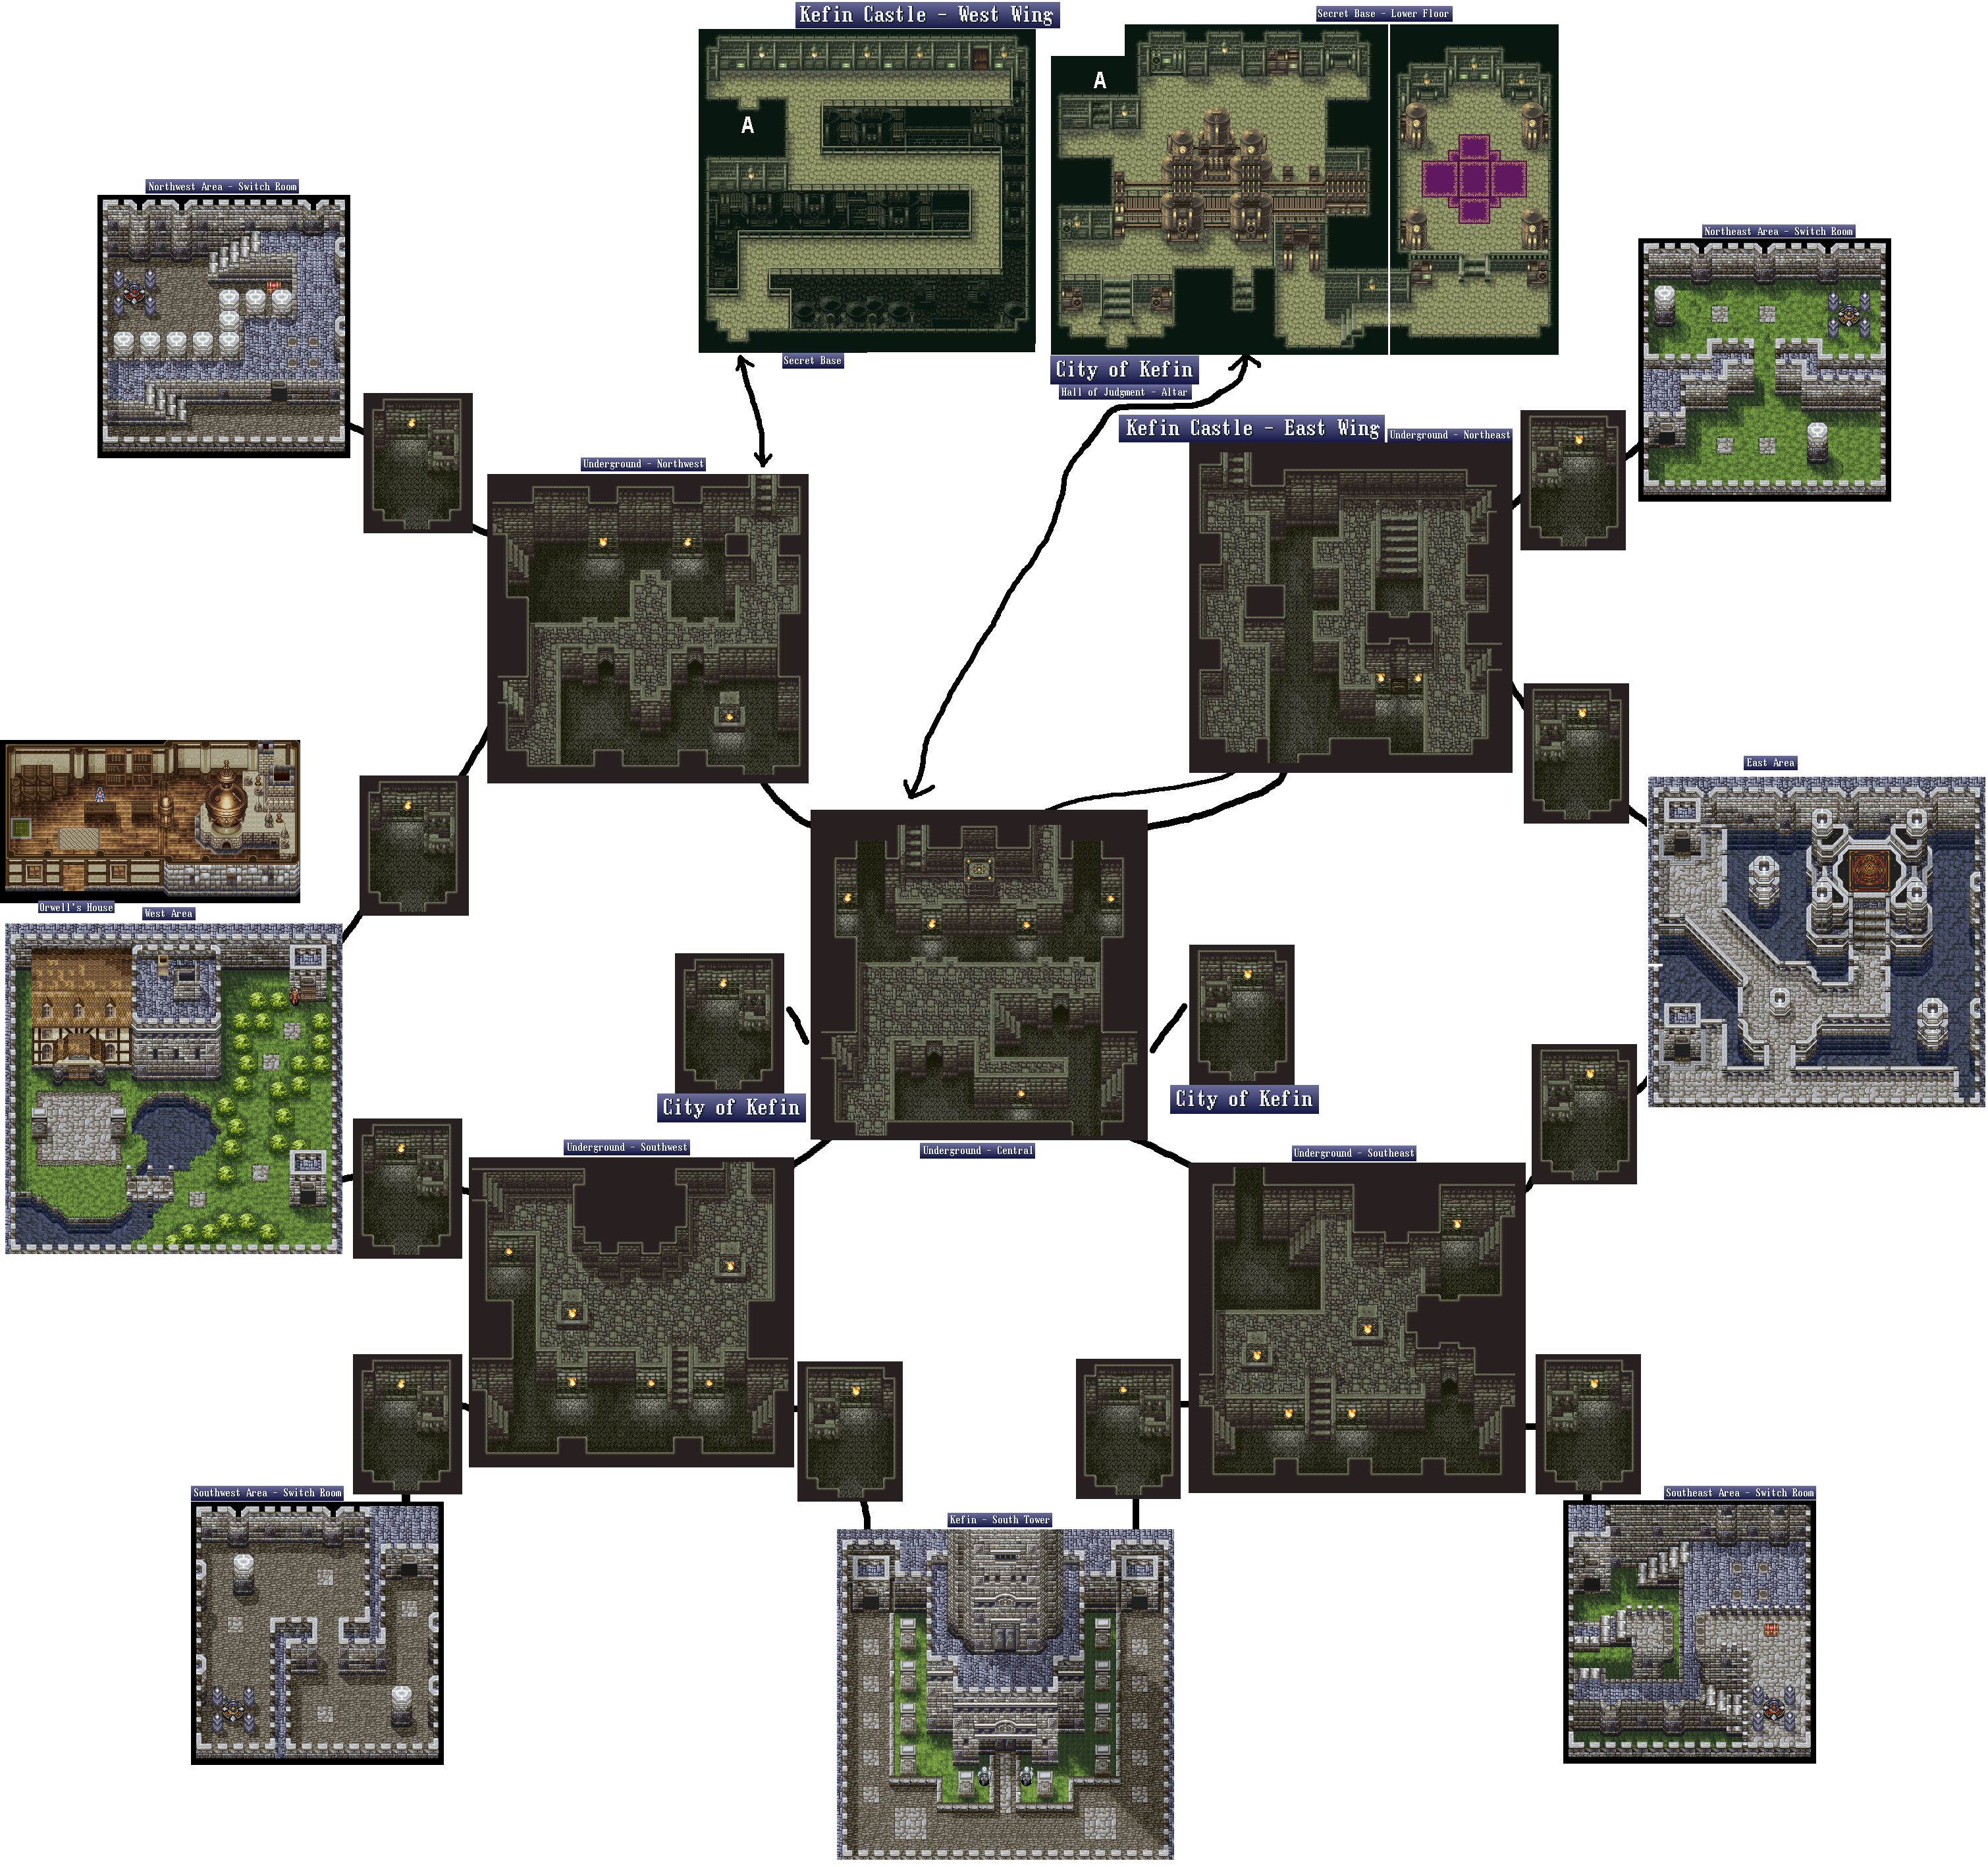 Kefin Castle - West Wing
Secret Base - Lower Floor
A
A
Northwest Area - Switch Room
Northeast Area - Switch Room
Secret Base
City of Kefin
Hall of Judgment - Altar
Kefin Castle - East Wing
Underground - Northeast
Underground - Northwest
East Area
Orwell's House
West Area
City of Kefin
City of Kefin
Underground - Southwest
Underground - Central
Underground - Southeast
Southwest Area - Switch Room
Southeast Area - Switch Room
Kefin - South Tower